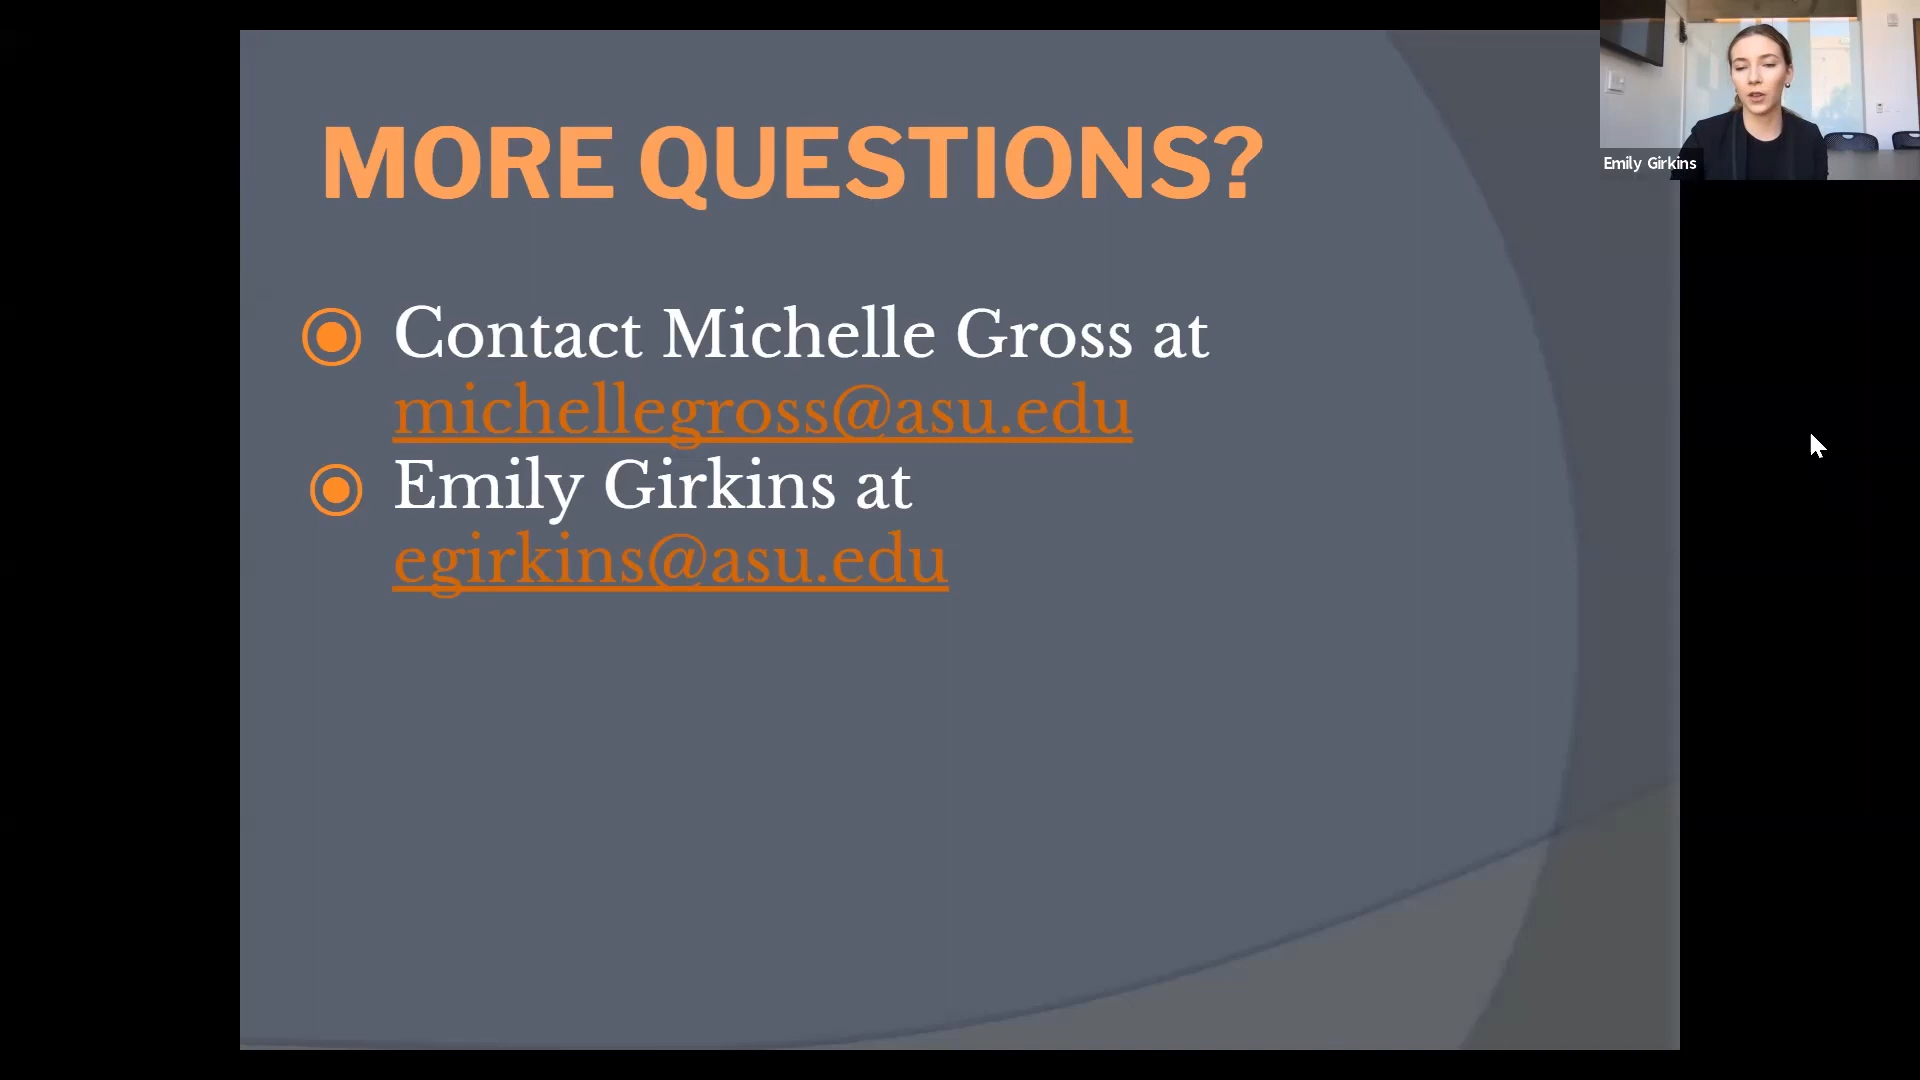 MORE QUESTIONS?
Contact Michelle Gross at
michellegross@asu.edu
Emily Girkins at
egirkins@asu.edu
Emily Girkins